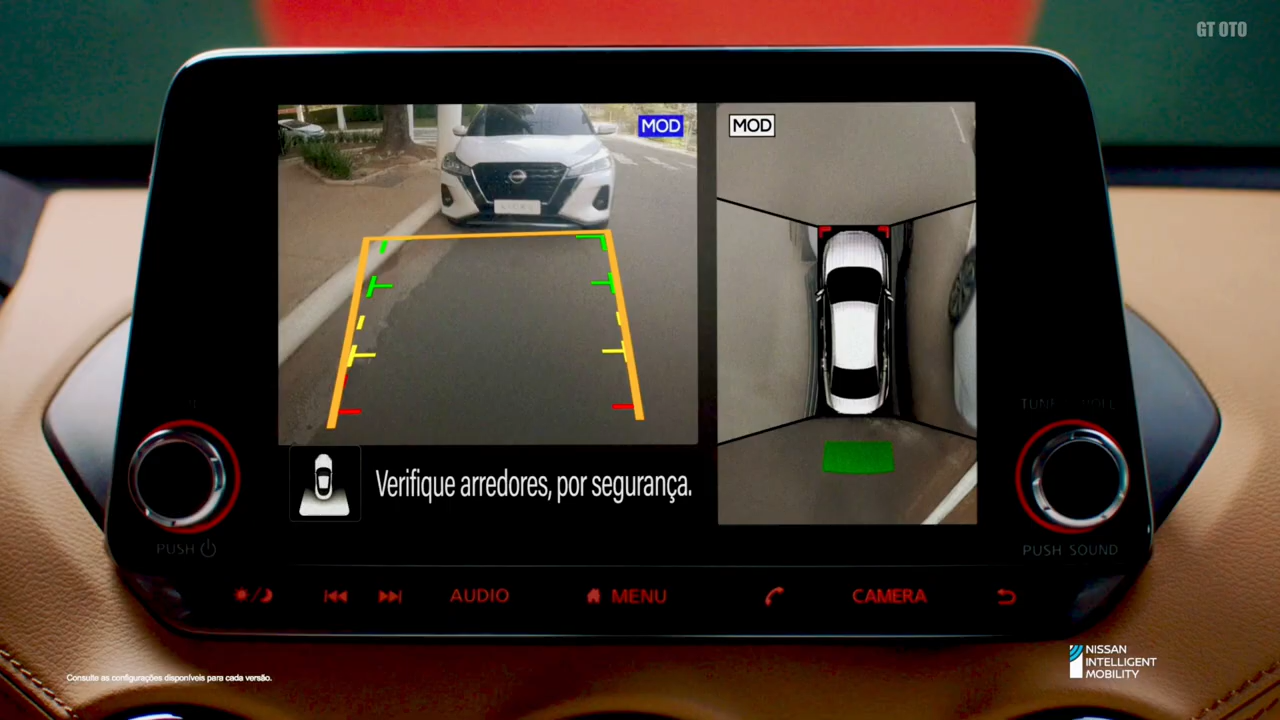 GT OTO
MOD
MOD
Verifique arredores, por segurança.
PUSH
PUSH SOUND
AUDIO
MENU
CAMERA
NISSAN
INTELLIGENT
MOBILITY
Consulte as configurações disponíveis para cada versão.